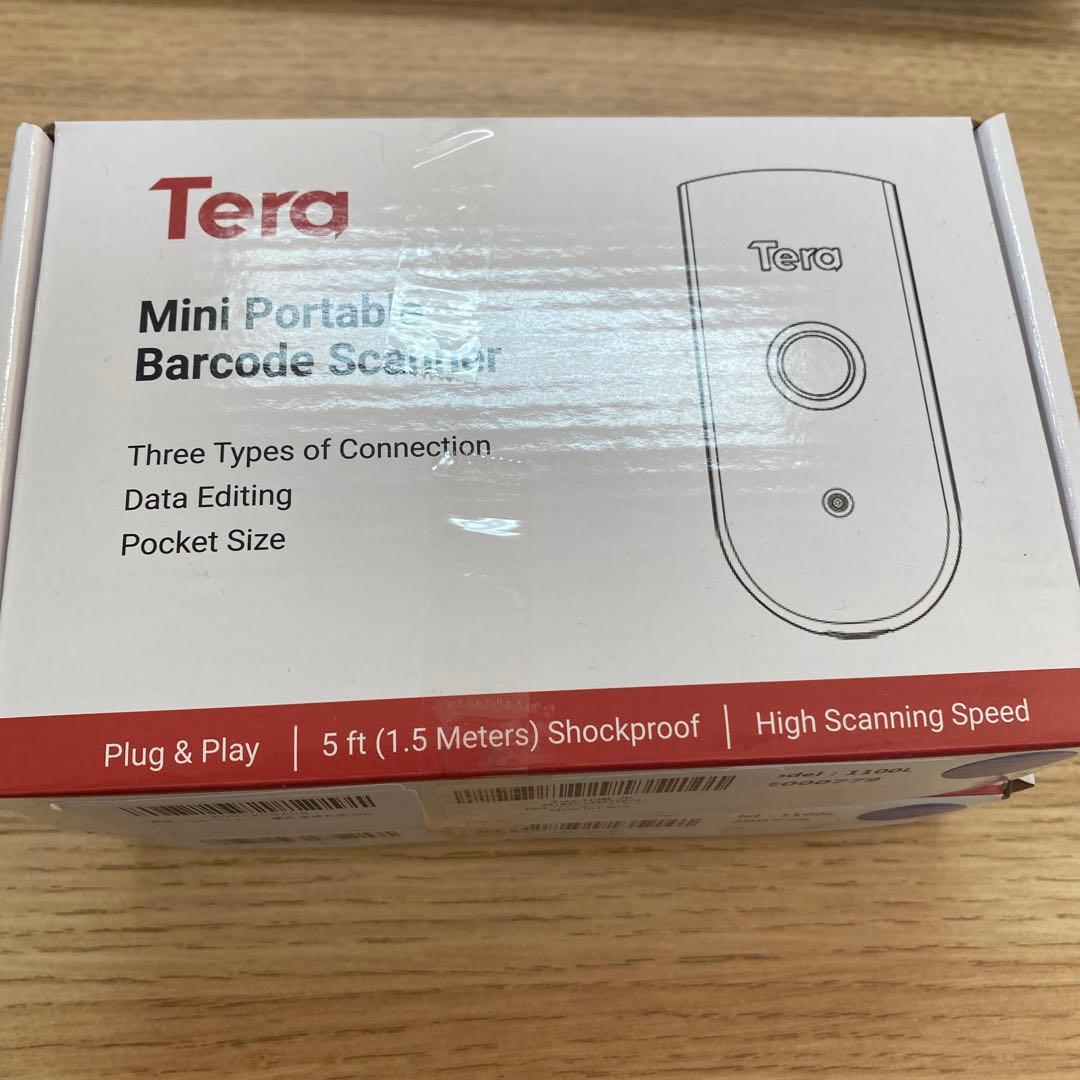 Tera
Mini Portable
Barcode Scanner
Three Types of Connection
Data Editing
Pocket Size
Tera
Plug & Play | 5 ft (1.5 Meters) Shockproof | High Scanning Speed
1100L